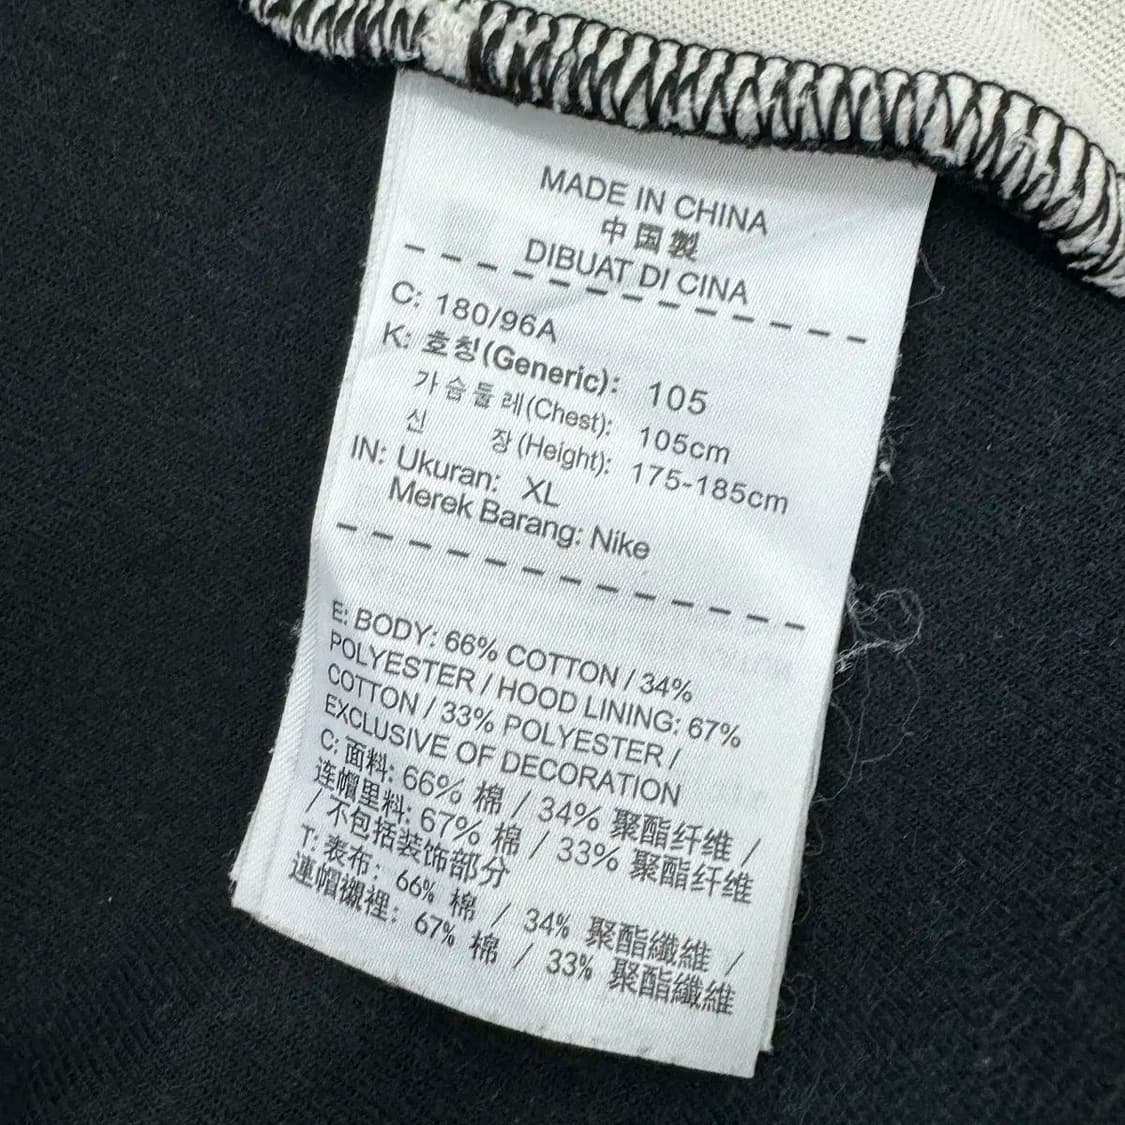 MADE IN CHINA
中国製
DIBUAT DI CINA
C: 180/96A
K: 호칭(Generic): 105
가슴둘레(Chest): 105cm
신 장(Height): 175-185cm
IN: Ukuran: XL
Merek Barang: Nike
E: BODY: 66% COTTON / 34%
POLYESTER / HOOD LINING: 67%
COTTON / 33% POLYESTER /
EXCLUSIVE OF DECORATION
C: 面料: 66% 棉 / 34% 聚酯纤维 /
连帽里料: 67% 棉 / 33% 聚酯纤维
/ 不包括装饰部分
T: 表布: 66% 棉 / 34% 聚酯纖維 /
連帽襯裡: 67% 棉 / 33% 聚酯纖維